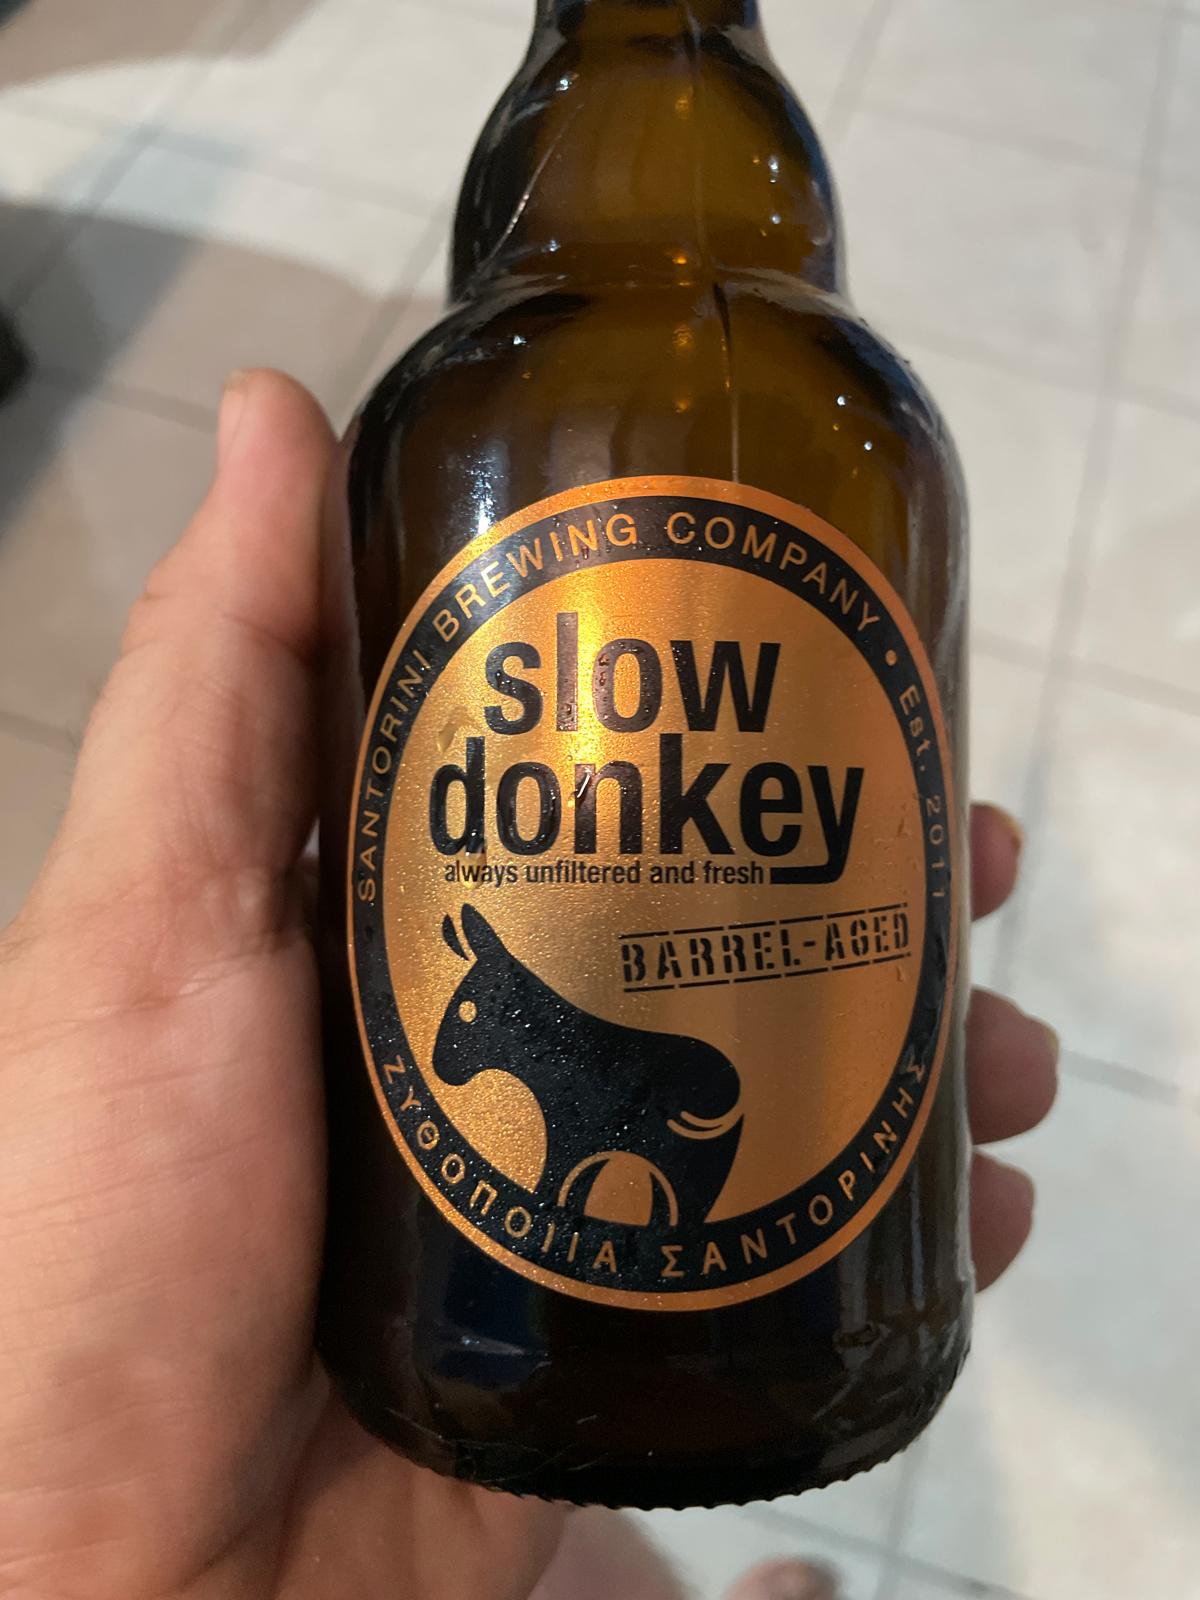 SANTORINI BREWING COMPANY • Est. 2011
slow
donkey
always unfiltered and fresh
BARREL-AGED
ΖΥΘΟΠΟΙΙΑ ΣΑΝΤΟΡΙΝΗΣ